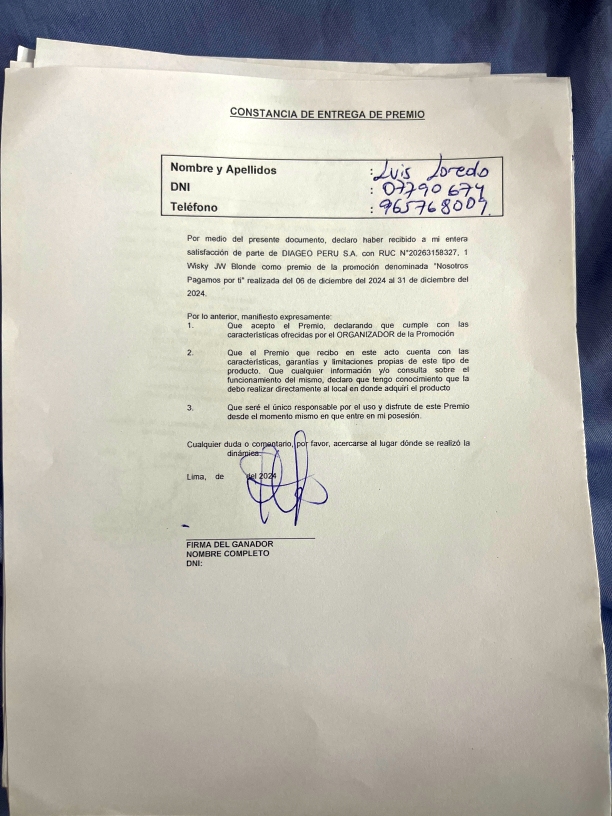 CONSTANCIA DE ENTREGA DE PREMIO
Nombre y Apellidos : Luis Loredo
DNI : 07790674
Teléfono : 965768007.
Por medio del presente documento, declaro haber recibido a mi entera
satisfacción de parte de DIAGEO PERU S.A. con RUC N°20263158327, 1
Wisky JW Blonde como premio de la promoción denominada "Nosotros
Pagamos por ti" realizada del 06 de diciembre del 2024 al 31 de diciembre del
2024.
Por lo anterior, manifiesto expresamente:
1. Que acepto el Premio, declarando que cumple con las
características ofrecidas por el ORGANIZADOR de la Promoción
2. Que el Premio que recibo en este acto cuenta con las
características, garantías y limitaciones propias de este tipo de
producto. Que cualquier información y/o consulta sobre el
funcionamiento del mismo, declaro que tengo conocimiento que la
debo realizar directamente al local en donde adquirí el producto
3. Que seré el único responsable por el uso y disfrute de este Premio
desde el momento mismo en que entre en mi posesión.
Cualquier duda o comentario, por favor, acercarse al lugar dónde se realizó la
dinámica.
Lima, de del 2024
FIRMA DEL GANADOR
NOMBRE COMPLETO
DNI: